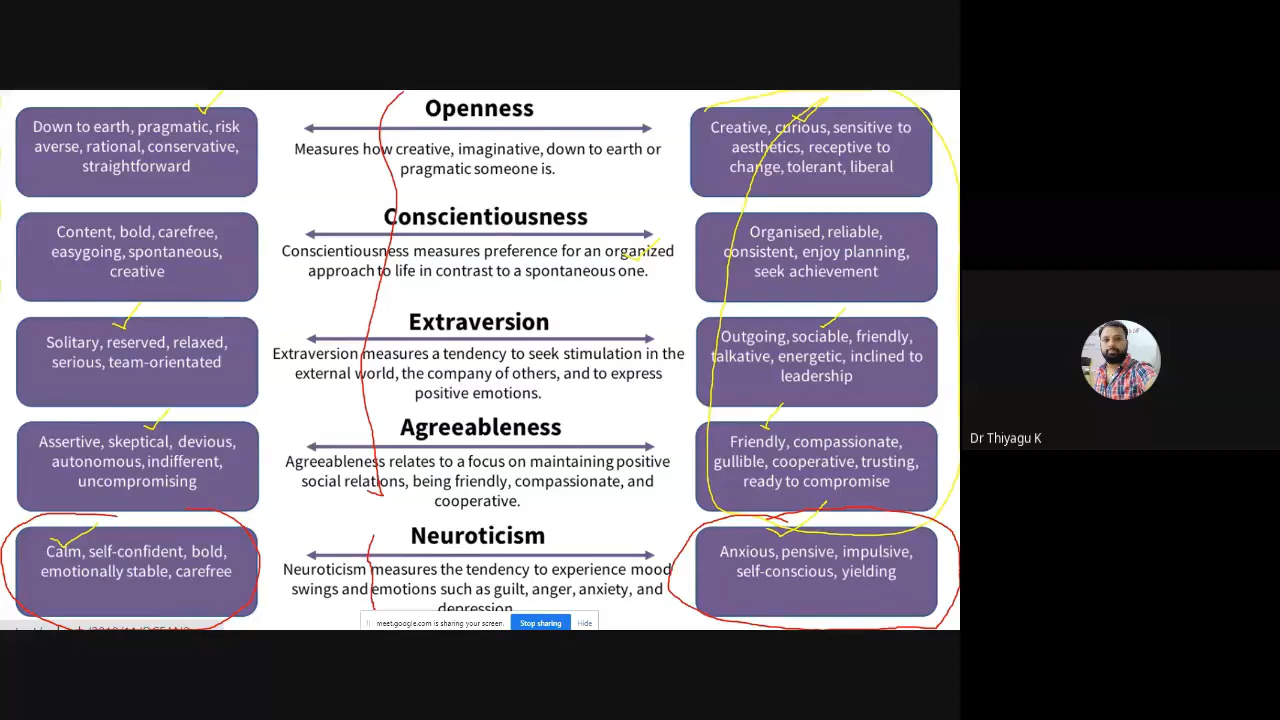 Openness
Down to earth, pragmatic, risk
averse, rational, conservative,
straightforward
Measures how creative, imaginative, down to earth or
pragmatic someone is.
Creative, curious, sensitive to
aesthetics, receptive to
change, tolerant, liberal
Conscientiousness
Content, bold, carefree,
easygoing, spontaneous,
creative
Conscientiousness measures preference for an organized
approach to life in contrast to a spontaneous one.
Organised, reliable,
consistent, enjoy planning,
seek achievement
Extraversion
Solitary, reserved, relaxed,
serious, team-orientated
Extraversion measures a tendency to seek stimulation in the
external world, the company of others, and to express
positive emotions.
Outgoing, sociable, friendly,
talkative, energetic, inclined to
leadership
Agreeableness
Assertive, skeptical, devious,
autonomous, indifferent,
uncompromising
Agreeableness relates to a focus on maintaining positive
social relations, being friendly, compassionate, and
cooperative.
Friendly, compassionate,
gullible, cooperative, trusting,
ready to compromise
Neuroticism
Calm, self-confident, bold,
emotionally stable, carefree
Neuroticism measures the tendency to experience mood
swings and emotions such as guilt, anger, anxiety, and
depression
Anxious, pensive, impulsive,
self-conscious, yielding
meet.google.com is sharing your screen.
Stop sharing
Hide
Dr Thiyagu K